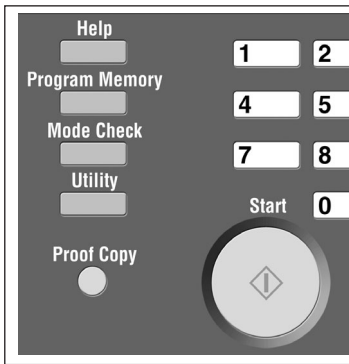 Help
1 2
Program Memory
4 5
Mode Check
7 8
Utility
Start 0
Proof Copy